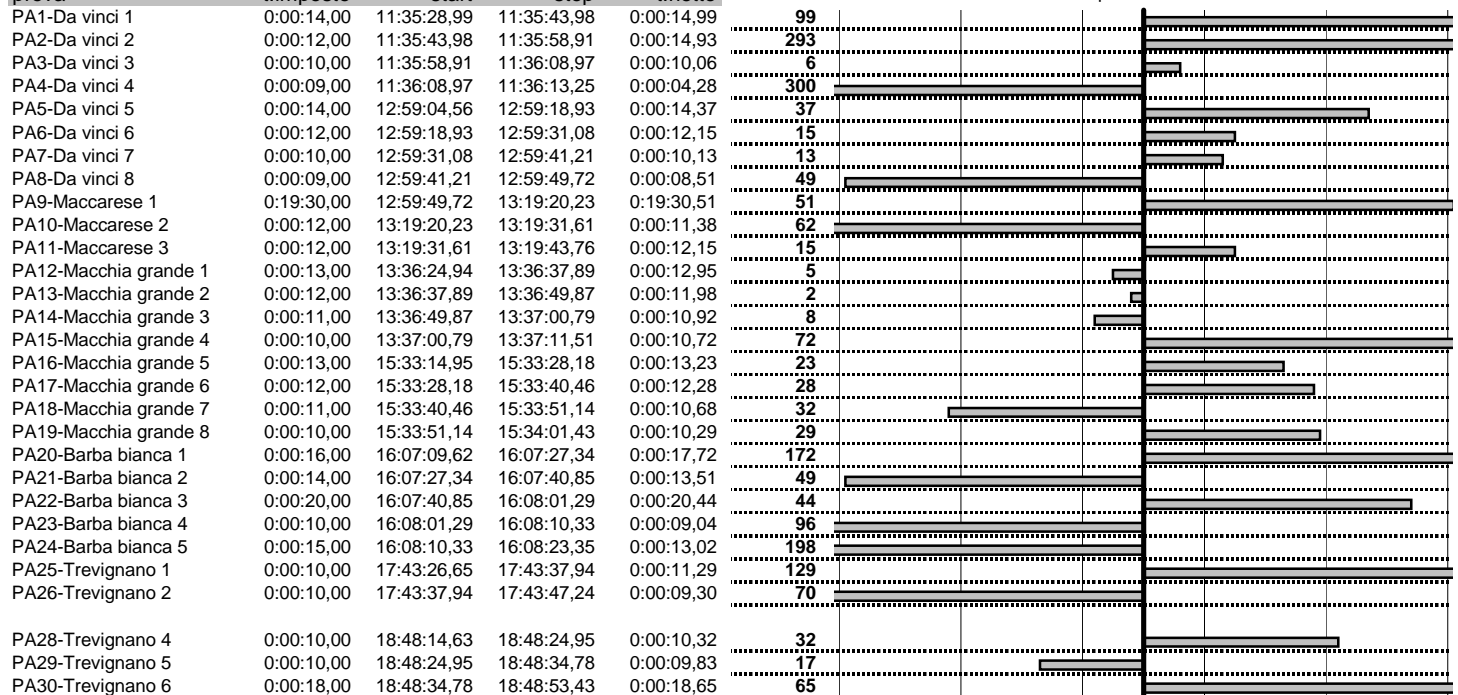 PA1-Da vinci 1 0:00:14,00 11:35:28,99 11:35:43,98 0:00:14,99 99
PA2-Da vinci 2 0:00:12,00 11:35:43,98 11:35:58,91 0:00:14,93 293
PA3-Da vinci 3 0:00:10,00 11:35:58,91 11:36:08,97 0:00:10,06 6
PA4-Da vinci 4 0:00:09,00 11:36:08,97 11:36:13,25 0:00:04,28 300
PA5-Da vinci 5 0:00:14,00 12:59:04,56 12:59:18,93 0:00:14,37 37
PA6-Da vinci 6 0:00:12,00 12:59:18,93 12:59:31,08 0:00:12,15 15
PA7-Da vinci 7 0:00:10,00 12:59:31,08 12:59:41,21 0:00:10,13 13
PA8-Da vinci 8 0:00:09,00 12:59:41,21 12:59:49,72 0:00:08,51 49
PA9-Maccarese 1 0:19:30,00 12:59:49,72 13:19:20,23 0:19:30,51 51
PA10-Maccarese 2 0:00:12,00 13:19:20,23 13:19:31,61 0:00:11,38 62
PA11-Maccarese 3 0:00:12,00 13:19:31,61 13:19:43,76 0:00:12,15 15
PA12-Macchia grande 1 0:00:13,00 13:36:24,94 13:36:37,89 0:00:12,95 5
PA13-Macchia grande 2 0:00:12,00 13:36:37,89 13:36:49,87 0:00:11,98 2
PA14-Macchia grande 3 0:00:11,00 13:36:49,87 13:37:00,79 0:00:10,92 8
PA15-Macchia grande 4 0:00:10,00 13:37:00,79 13:37:11,51 0:00:10,72 72
PA16-Macchia grande 5 0:00:13,00 15:33:14,95 15:33:28,18 0:00:13,23 23
PA17-Macchia grande 6 0:00:12,00 15:33:28,18 15:33:40,46 0:00:12,28 28
PA18-Macchia grande 7 0:00:11,00 15:33:40,46 15:33:51,14 0:00:10,68 32
PA19-Macchia grande 8 0:00:10,00 15:33:51,14 15:34:01,43 0:00:10,29 29
PA20-Barba bianca 1 0:00:16,00 16:07:09,62 16:07:27,34 0:00:17,72 172
PA21-Barba bianca 2 0:00:14,00 16:07:27,34 16:07:40,85 0:00:13,51 49
PA22-Barba bianca 3 0:00:20,00 16:07:40,85 16:08:01,29 0:00:20,44 44
PA23-Barba bianca 4 0:00:10,00 16:08:01,29 16:08:10,33 0:00:09,04 96
PA24-Barba bianca 5 0:00:15,00 16:08:10,33 16:08:23,35 0:00:13,02 198
PA25-Trevignano 1 0:00:10,00 17:43:26,65 17:43:37,94 0:00:11,29 129
PA26-Trevignano 2 0:00:10,00 17:43:37,94 17:43:47,24 0:00:09,30 70
PA28-Trevignano 4 0:00:10,00 18:48:14,63 18:48:24,95 0:00:10,32 32
PA29-Trevignano 5 0:00:10,00 18:48:24,95 18:48:34,78 0:00:09,83 17
PA30-Trevignano 6 0:00:18,00 18:48:34,78 18:48:53,43 0:00:18,65 65